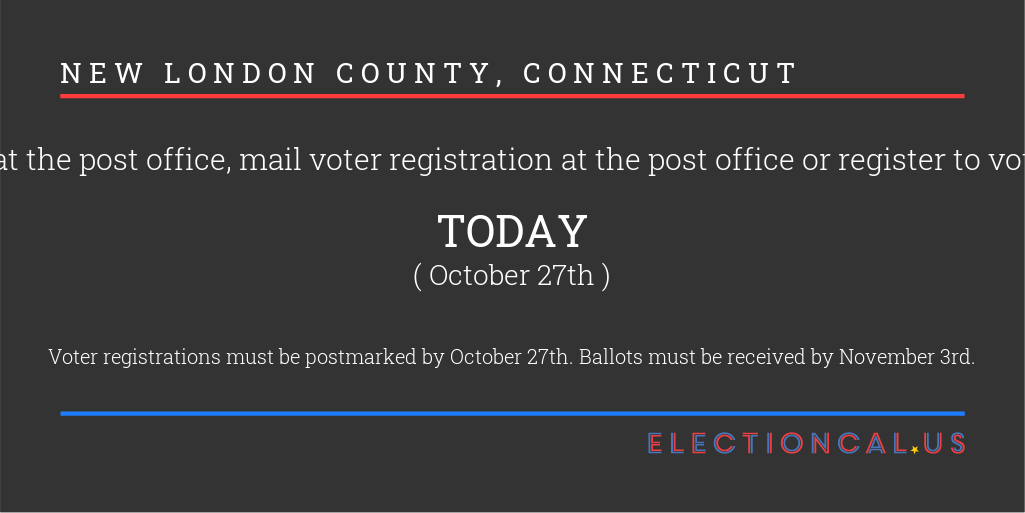 NEW LONDON COUNTY, CONNECTICUT
at the post office, mail voter registration at the post office or register to vo
TODAY
( October 27th )
Voter registrations must be postmarked by October 27th. Ballots must be received by November 3rd.
ELECTIONCAL.US